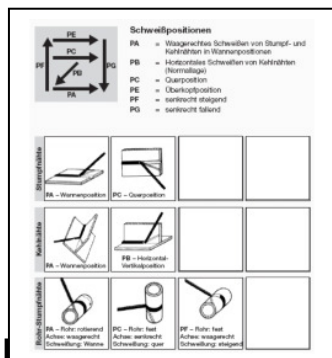 Schweißpositionen
PA = Waagerechtes Schweißen von Stumpf- und
Kehlnähten in Wannenpositionen
PB = Horizontales Schweißen von Kehlnähten
(Normallage)
PC = Querposition
PE = Überkopfposition
PF = senkrecht steigend
PG = senkrecht fallend
PE
PC
PF
PB
PG
PA
Stumpfnähte
PA – Wannenposition
PC – Querposition
Kehlnähte
PA – Wannenposition
PB – Horizontal-
Vertikalposition
Rohr-Stumpfnähte
PA – Rohr: rotierend
Achse: waagerecht
Schweißung: Wanne
PC – Rohr: fest
Achse: senkrecht
Schweißung: quer
PF – Rohr: fest
Achse: waagerecht
Schweißung: steigend